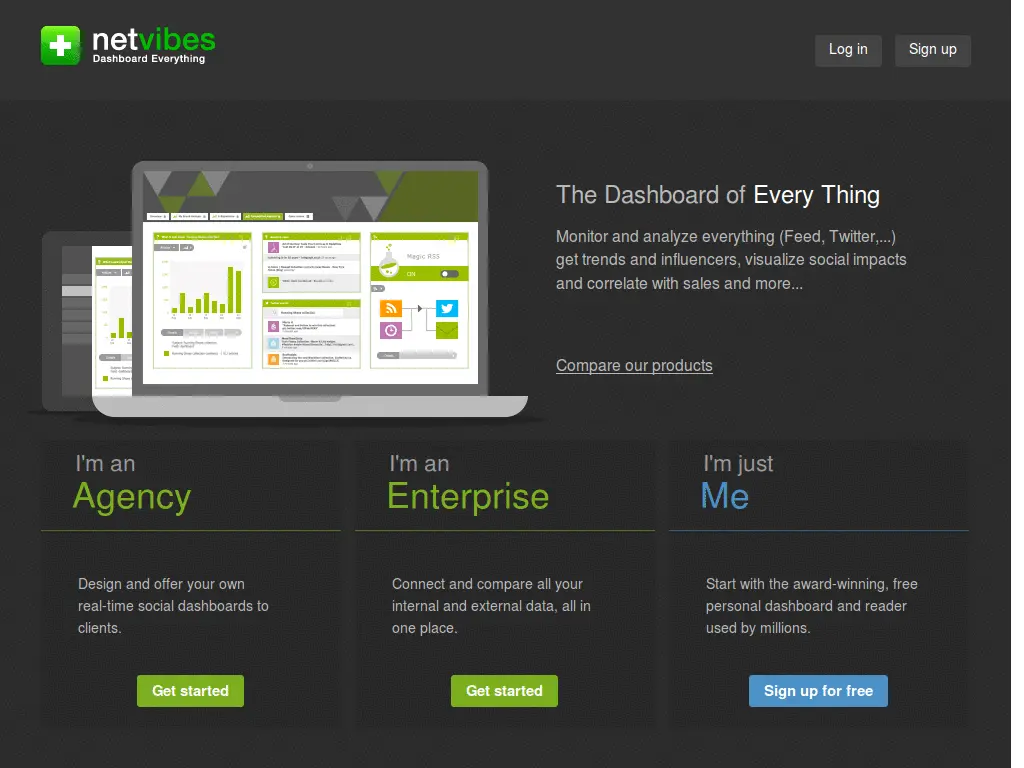 netvibes
Dashboard Everything
Log in
Sign up
Magic RSS
ON
The Dashboard of Every Thing
Monitor and analyze everything (Feed, Twitter,...)
get trends and influencers, visualize social impacts
and correlate with sales and more...
Compare our products
I'm an
Agency
Design and offer your own
real-time social dashboards to
clients.
Get started
I'm an
Enterprise
Connect and compare all your
internal and external data, all in
one place.
Get started
I'm just
Me
Start with the award-winning, free
personal dashboard and reader
used by millions.
Sign up for free